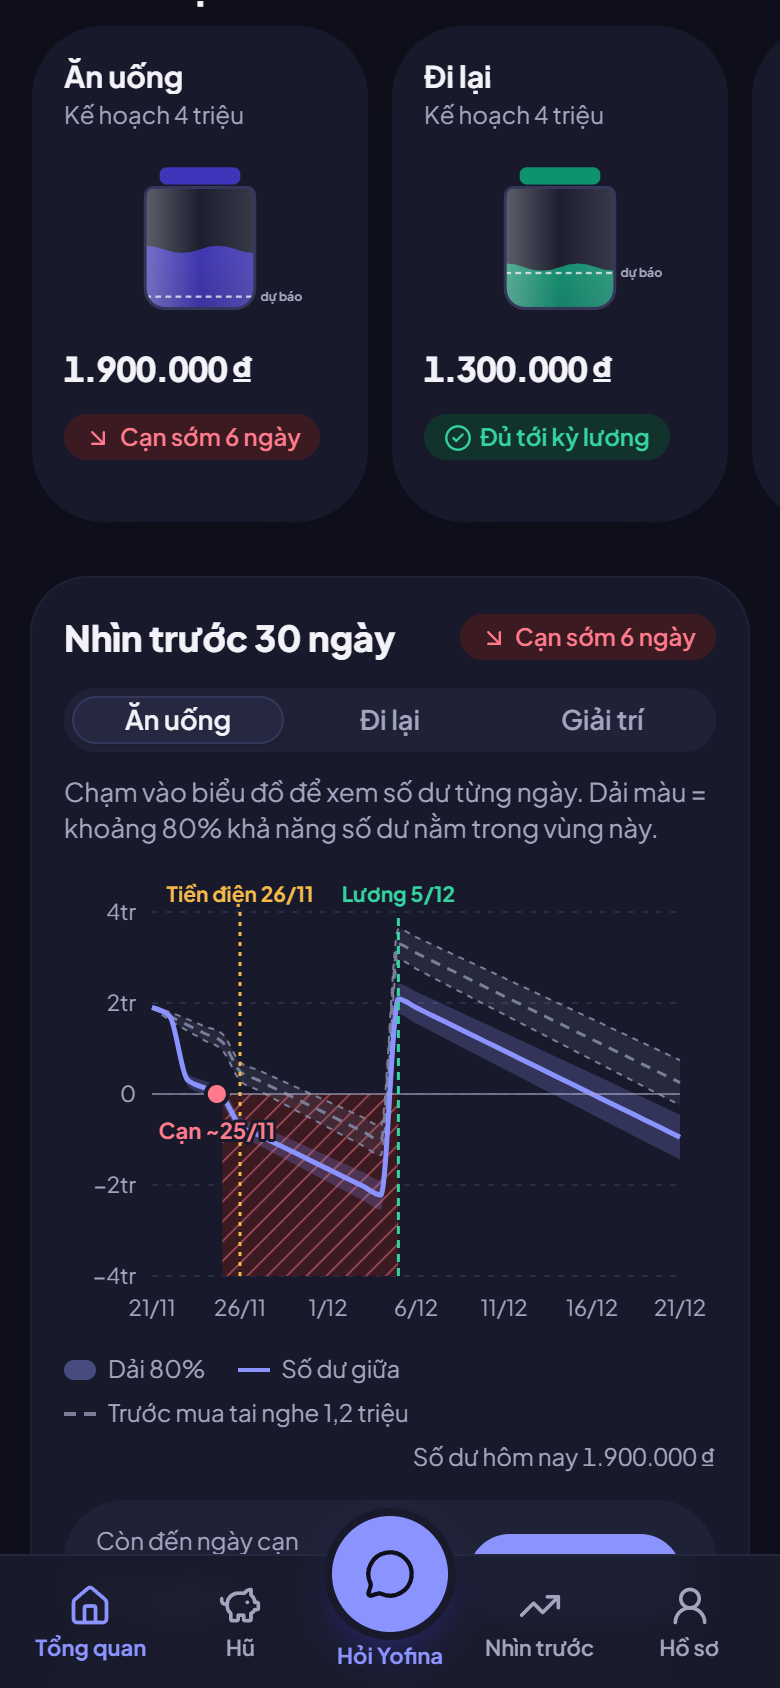 Ăn uống
Kế hoạch 4 triệu
dự báo
1.900.000 ₫
Cạn sớm 6 ngày
Đi lại
Kế hoạch 4 triệu
dự báo
1.300.000 ₫
Đủ tới kỳ lương
Nhìn trước 30 ngày
Cạn sớm 6 ngày
Ăn uống
Đi lại
Giải trí
Chạm vào biểu đồ để xem số dư từng ngày. Dải màu =
khoảng 80% khả năng số dư nằm trong vùng này.
Tiền điện 26/11
Lương 5/12
4tr
2tr
0
−2tr
−4tr
Cạn ~25/11
21/11
26/11
1/12
6/12
11/12
16/12
21/12
Dải 80%
Số dư giữa
Trước mua tai nghe 1,2 triệu
Số dư hôm nay 1.900.000 ₫
Còn đến ngày cạn
Tổng quan
Hũ
Hỏi Yofina
Nhìn trước
Hồ sơ